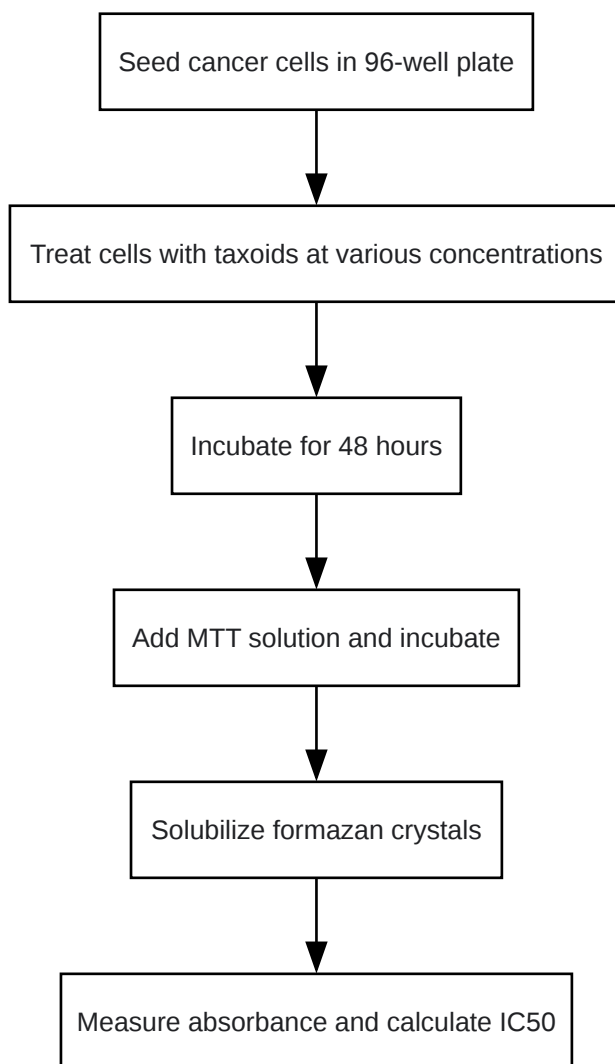 Seed cancer cells in 96-well plate
Treat cells with taxoids at various concentrations
Incubate for 48 hours
Add MTT solution and incubate
Solubilize formazan crystals
Measure absorbance and calculate IC50